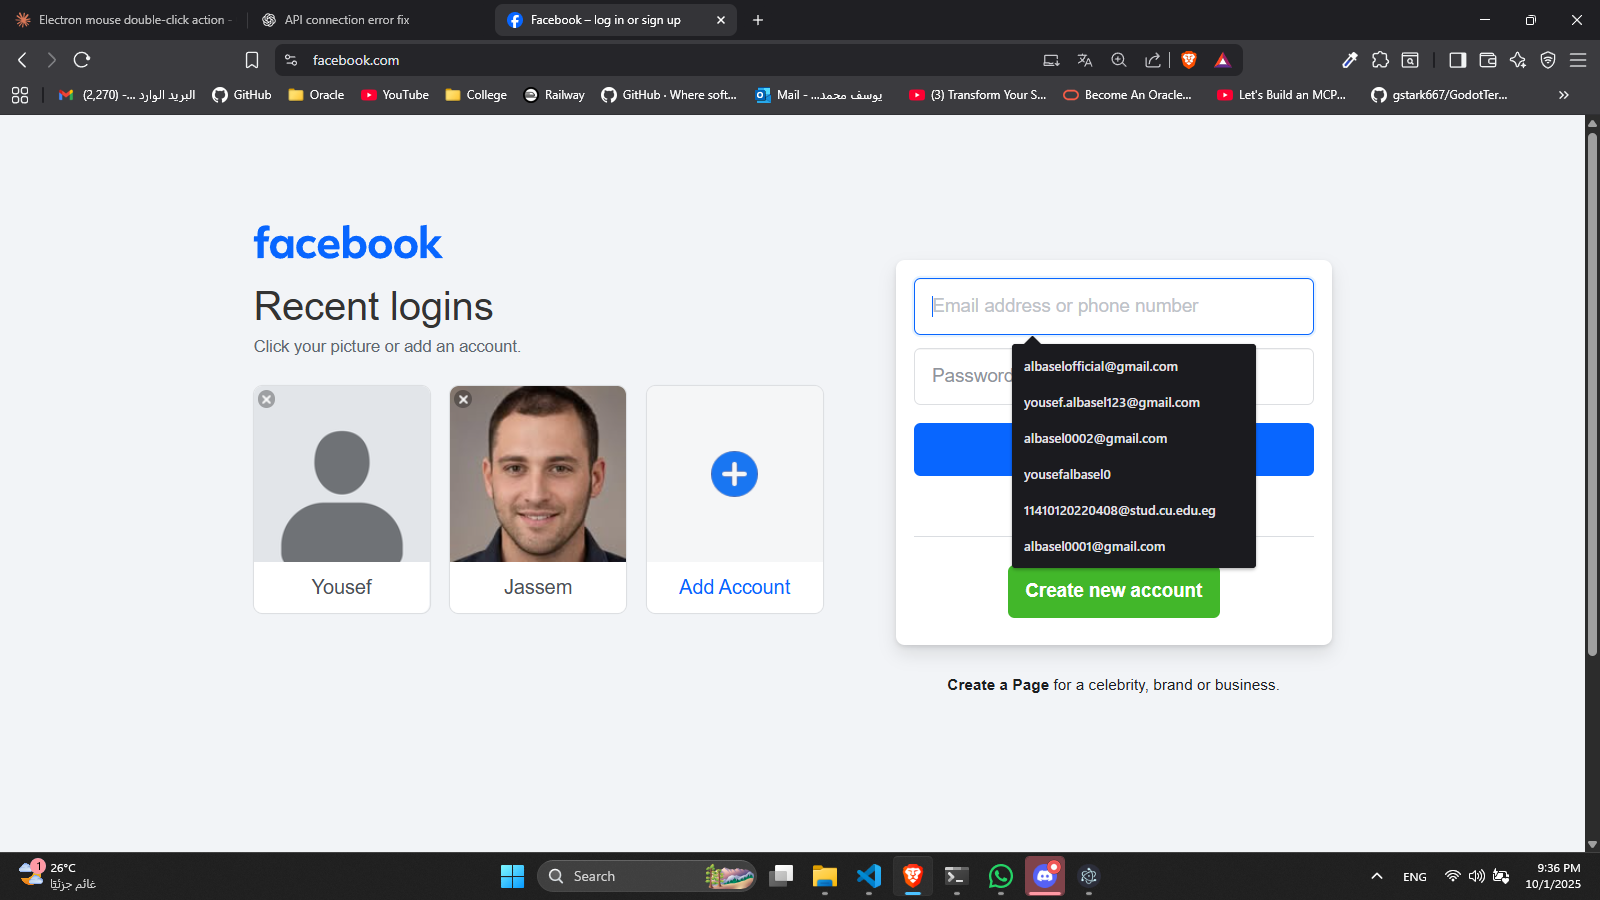 Electron mouse double-click action -
API connection error fix
Facebook – log in or sign up
facebook.com
(2,270) -... البريد الوارد
GitHub
Oracle
YouTube
College
Railway
GitHub · Where soft...
Mail - ...يوسف محمد
(3) Transform Your S...
Become An Oracle...
Let's Build an MCP...
gstark667/GodotTer...
facebook
Recent logins
Click your picture or add an account.
Yousef
Jassem
Add Account
Email address or phone number
Password
albaselofficial@gmail.com
yousef.albasel123@gmail.com
albasel0002@gmail.com
yousefalbasel0
11410120220408@stud.cu.edu.eg
albasel0001@gmail.com
Create new account
Create a Page for a celebrity, brand or business.
1
26°C
غائم جزئيًا
Search
ENG
9:36 PM
10/1/2025